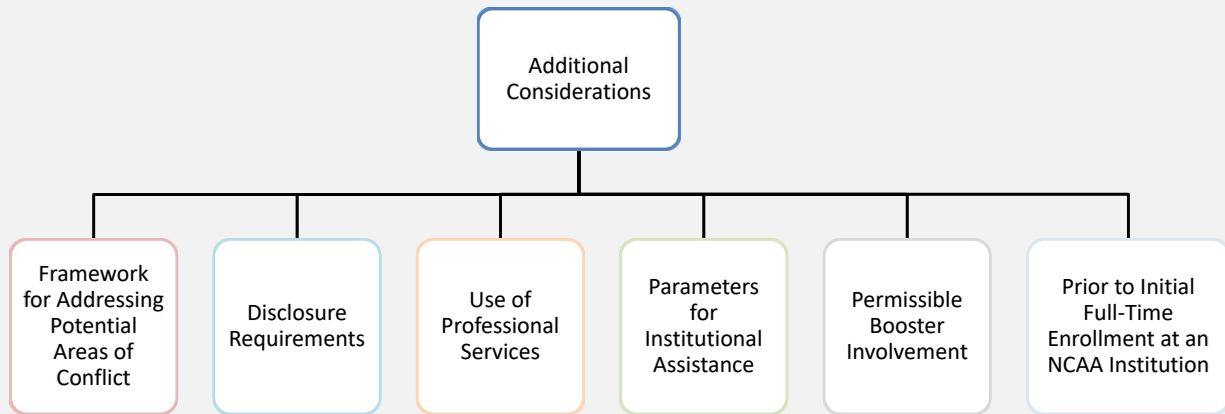 Additional
Considerations
Framework
for Addressing
Potential
Areas of
Conflict
Disclosure
Requirements
Use of
Professional
Services
Parameters
for
Institutional
Assistance
Permissible
Booster
Involvement
Prior to Initial
Full-Time
Enrollment at an
NCAA Institution